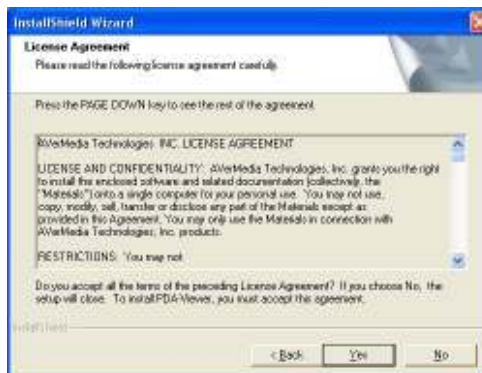 InstallShield Wizard
License Agreement
Please read the following license agreement carefully.
Press the PAGE DOWN key to see the rest of the agreement.
AVerMedia Technologies. INC. LICENSE AGREEMENT
LICENSE AND CONFIDENTIALITY: AVerMedia Technologies, Inc. grants you the right
to install the enclosed software and related documentation (collectively, the
"Materials") onto a single computer for your personal use. You may not use,
copy, modify, sell, transfer or disclose any part of the Materials except as
provided in this Agreement. You may only use the Materials in connection with
AVerMedia Technologies, Inc. products.
RESTRICTIONS: You may not
Do you accept all the terms of the preceding License Agreement? If you choose No, the
setup will close. To install PDA-Viewer, you must accept this agreement.
InstallShield
< Back Yes No